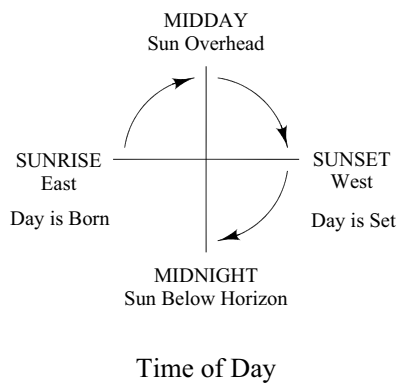 MIDDAY
Sun Overhead
SUNRISE
East
Day is Born
SUNSET
West
Day is Set
MIDNIGHT
Sun Below Horizon
Time of Day